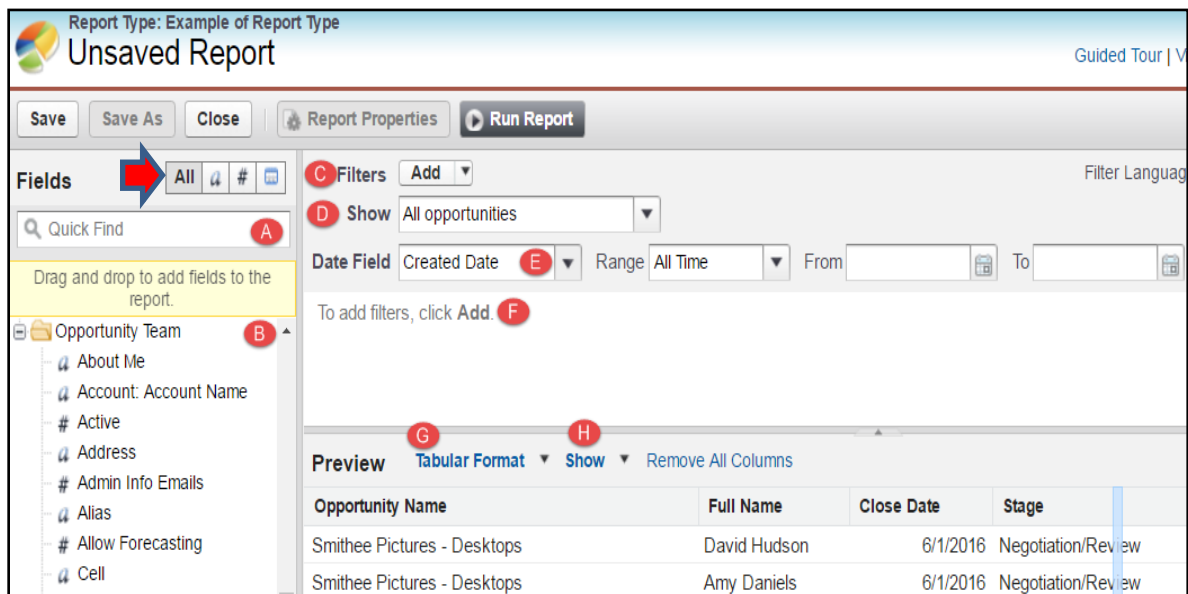 Report Type: Example of Report Type
Unsaved Report
Guided Tour | V
Save Save As Close Report Properties Run Report
Fields All a # C Filters Add Filter Languag
Quick Find A D Show All opportunities
Date Field Created Date E Range All Time From To
Drag and drop to add fields to the
report.
To add filters, click Add. F
Opportunity Team B
a About Me
a Account: Account Name
# Active
a Address
# Admin Info Emails
a Alias
# Allow Forecasting
a Cell
G H
Preview Tabular Format Show Remove All Columns
Opportunity Name Full Name Close Date Stage
Smithee Pictures - Desktops David Hudson 6/1/2016 Negotiation/Review
Smithee Pictures - Desktops Amy Daniels 6/1/2016 Negotiation/Review